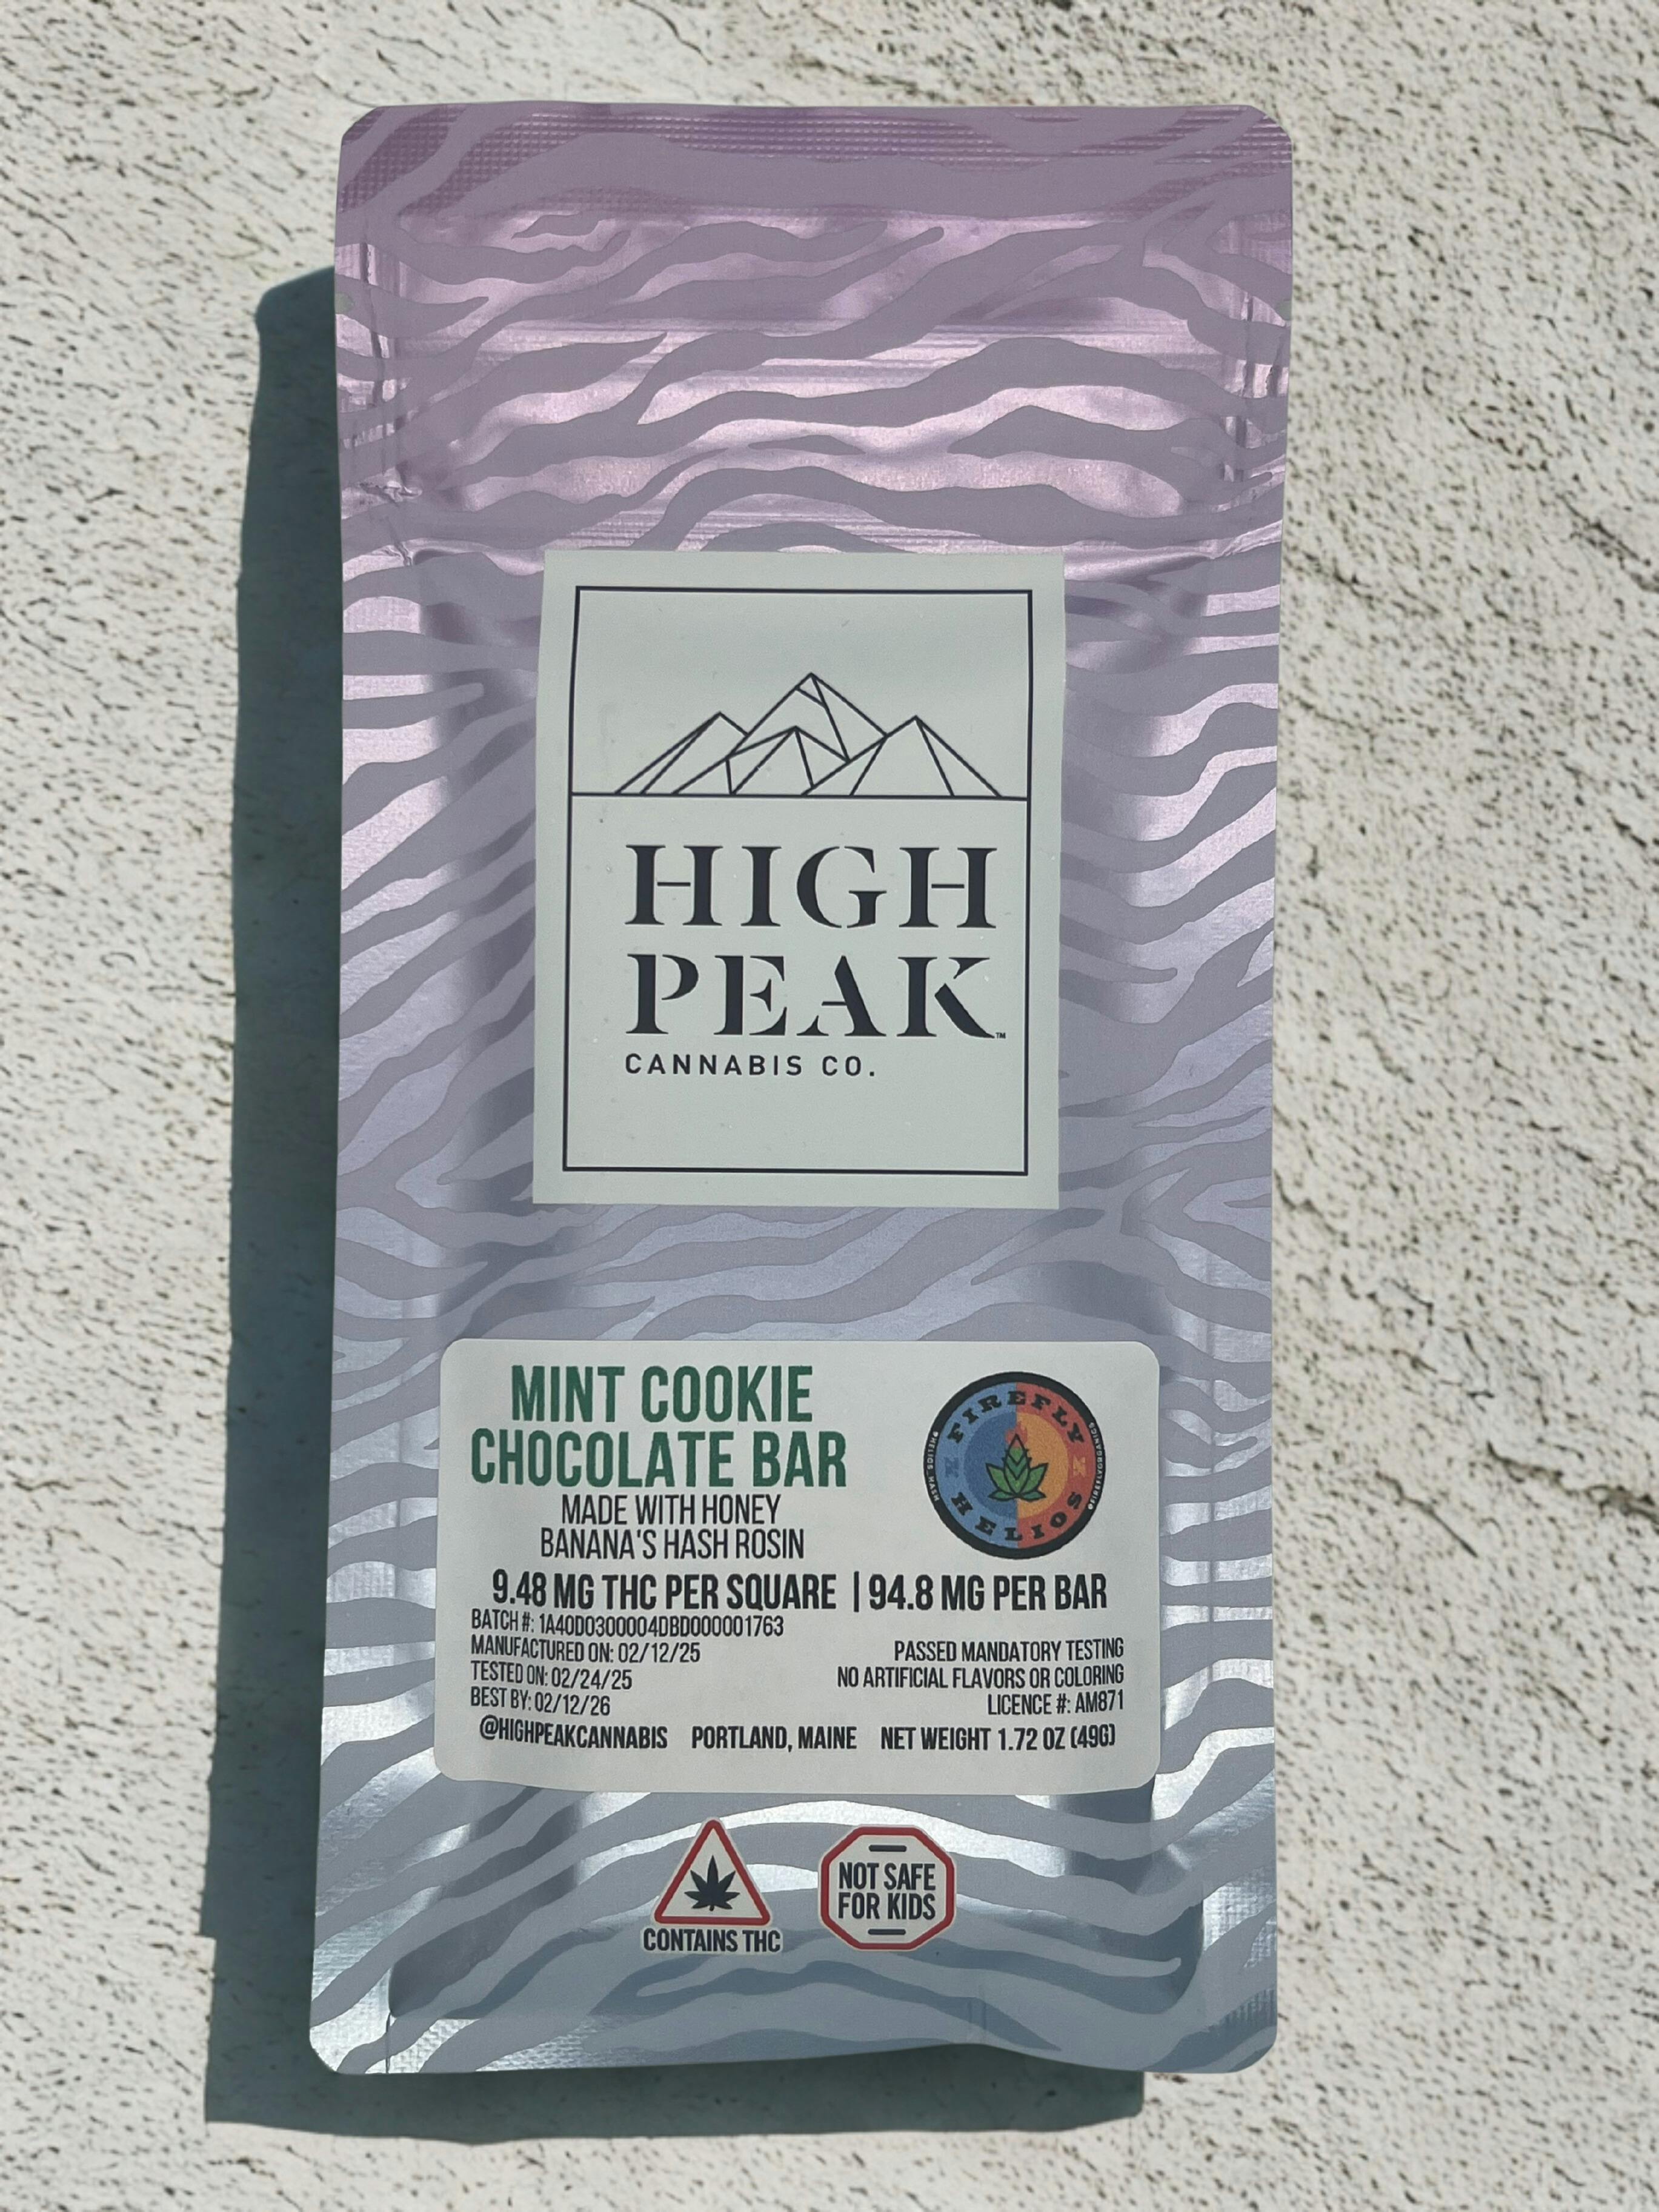 HIGH
PEAK™
CANNABIS CO.
MINT COOKIE
CHOCOLATE BAR
MADE WITH HONEY
BANANA'S HASH ROSIN
FIREFLY
HELIOS
@HELIOS_HASH
@FIREFLYORGANICS
9.48 MG THC PER SQUARE | 94.8 MG PER BAR
BATCH #: 1A40D0300004DBD000001763
MANUFACTURED ON: 02/12/25
TESTED ON: 02/24/25
BEST BY: 02/12/26
PASSED MANDATORY TESTING
NO ARTIFICIAL FLAVORS OR COLORING
LICENCE #: AM871
@HIGHPEAKCANNABIS PORTLAND, MAINE NET WEIGHT 1.72 OZ (49G)
CONTAINS THC
NOT SAFE
FOR KIDS